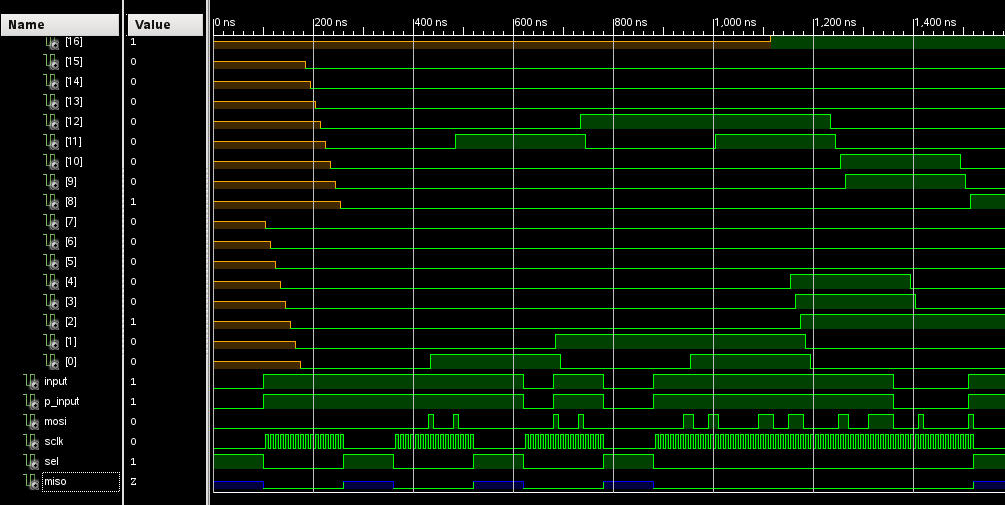 Name Value 0 ns 200 ns 400 ns 600 ns 800 ns 1,000 ns 1,200 ns 1,400 ns
[16] 1
[15] 0
[14] 0
[13] 0
[12] 0
[11] 0
[10] 0
[9] 0
[8] 1
[7] 0
[6] 0
[5] 0
[4] 0
[3] 0
[2] 1
[1] 0
[0] 0
input 1
p_input 1
mosi 0
sclk 0
sel 1
miso Z